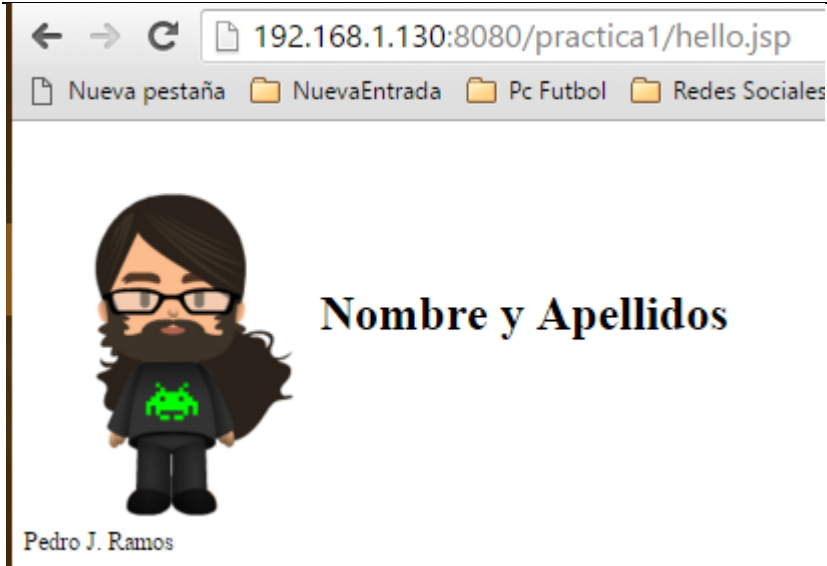 192.168.1.130:8080/practica1/hello.jsp
Nueva pestaña NuevaEntrada Pc Futbol Redes Sociales
Nombre y Apellidos
Pedro J. Ramos